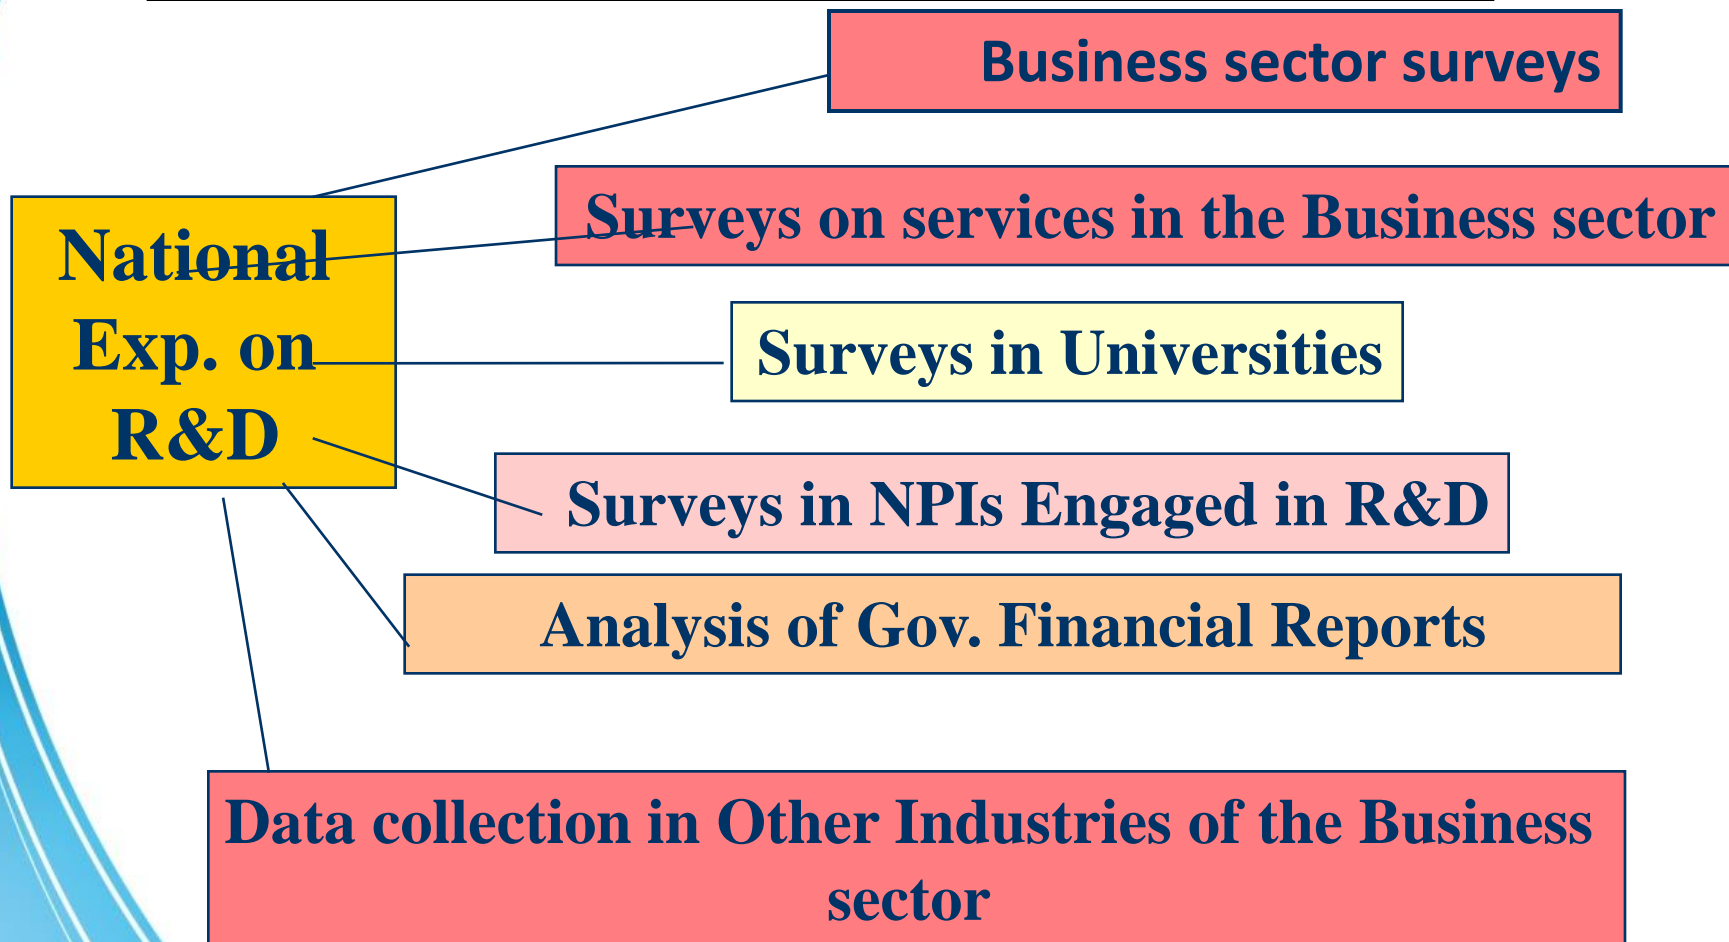 Business sector surveys
Surveys on services in the Business sector
National
Exp. on
R&D
Surveys in Universities
Surveys in NPIs Engaged in R&D
Analysis of Gov. Financial Reports
Data collection in Other Industries of the Business
sector